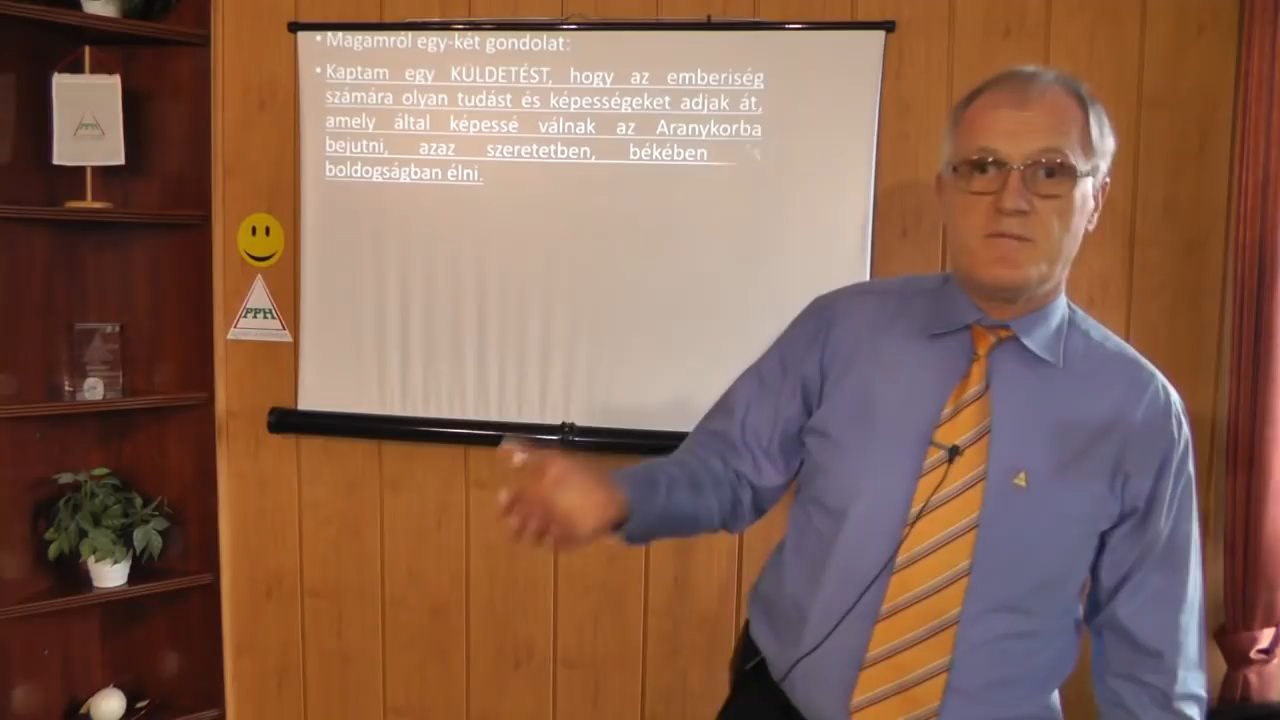 • Magamról egy-két gondolat:
• Kaptam egy KÜLDETÉST, hogy az emberiség
számára olyan tudást és képességeket adjak át,
amely által képessé válnak az Aranykorba
bejutni, azaz szeretetben, békében
boldogságban élni.
PPH
PPH